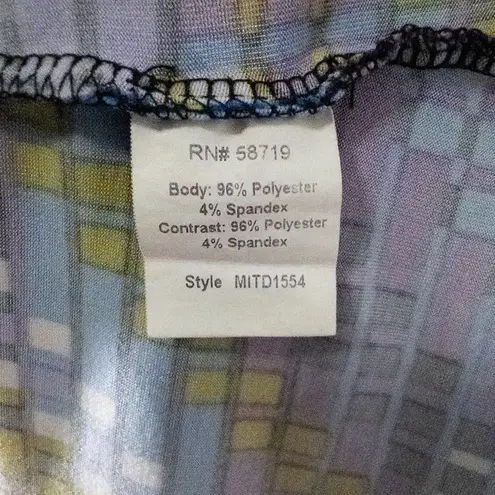 RN# 58719
Body: 96% Polyester
4% Spandex
Contrast: 96% Polyester
4% Spandex
Style MITD1554